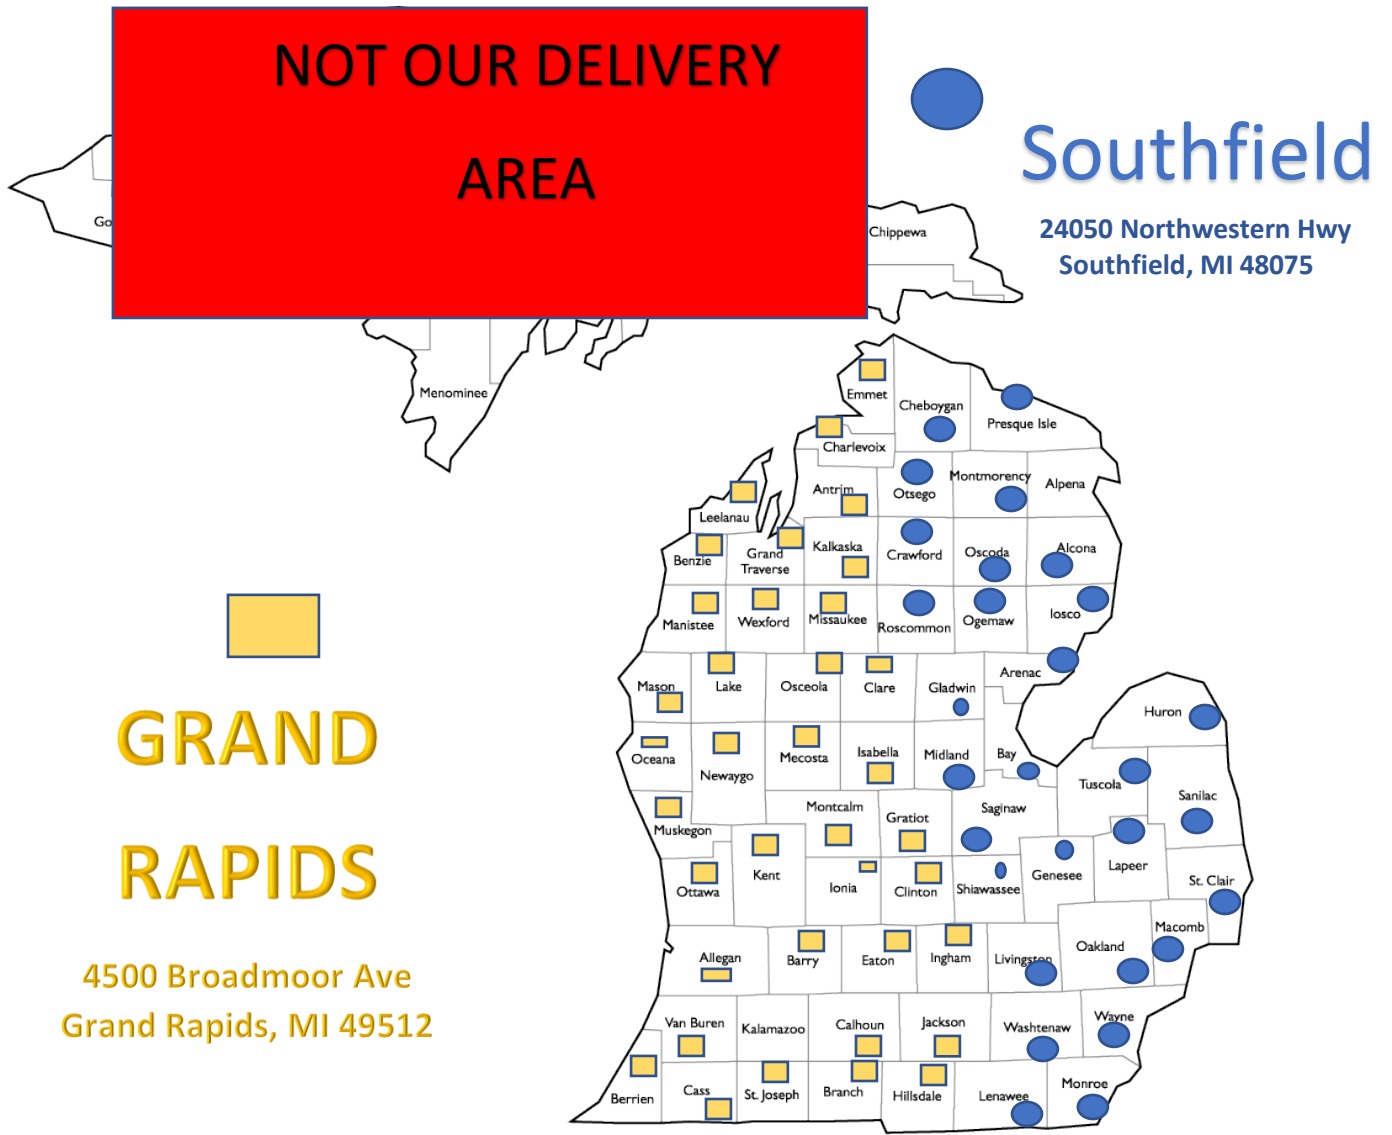 NOT OUR DELIVERY
AREA
Southfield
24050 Northwestern Hwy
Southfield, MI 48075
Go
Chippewa
Menominee
Emmet
Cheboygan
Presque Isle
Charlevoix
Antrim
Otsego
Montmorency
Alpena
Leelanau
Benzie
Grand
Traverse
Kalkaska
Crawford
Oscoda
Alcona
Manistee
Wexford
Missaukee
Roscommon
Ogemaw
Iosco
Mason
Lake
Osceola
Clare
Gladwin
Arenac
Huron
Oceana
Newaygo
Mecosta
Isabella
Midland
Bay
Tuscola
Sanilac
Muskegon
Montcalm
Gratiot
Saginaw
Ottawa
Kent
Ionia
Clinton
Shiawassee
Genesee
Lapeer
St. Clair
Allegan
Barry
Eaton
Ingham
Livingston
Oakland
Macomb
Van Buren
Kalamazoo
Calhoun
Jackson
Washtenaw
Wayne
Berrien
Cass
St. Joseph
Branch
Hillsdale
Lenawee
Monroe
GRAND
RAPIDS
4500 Broadmoor Ave
Grand Rapids, MI 49512